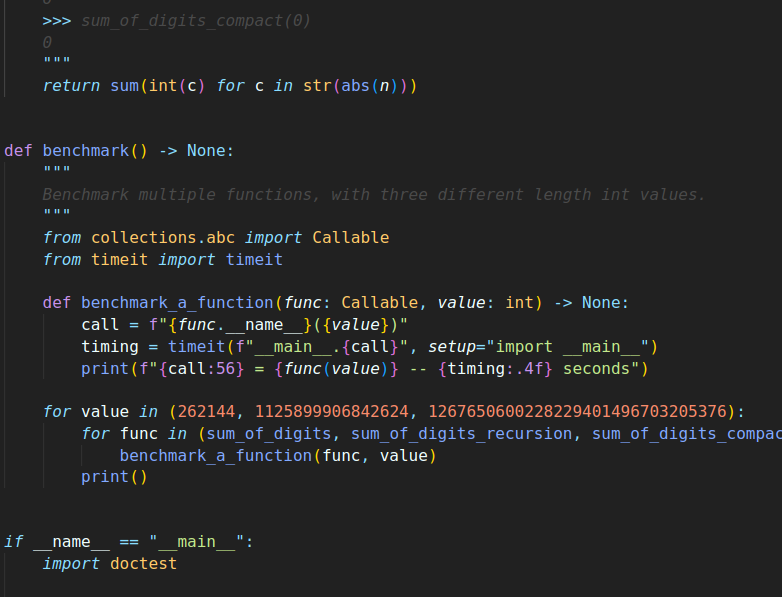 >>> sum_of_digits_compact(0)
0
"""
return sum(int(c) for c in str(abs(n)))
def benchmark() -> None:
"""
Benchmark multiple functions, with three different length int values.
"""
from collections.abc import Callable
from timeit import timeit
def benchmark_a_function(func: Callable, value: int) -> None:
call = f"{func.__name__}({value})"
timing = timeit(f"__main__.{call}", setup="import __main__")
print(f"{call:56} = {func(value)} -- {timing:.4f} seconds")
for value in (262144, 1125899906842624, 1267650600228229401496703205376):
for func in (sum_of_digits, sum_of_digits_recursion, sum_of_digits_compac
benchmark_a_function(func, value)
print()
if __name__ == "__main__":
import doctest